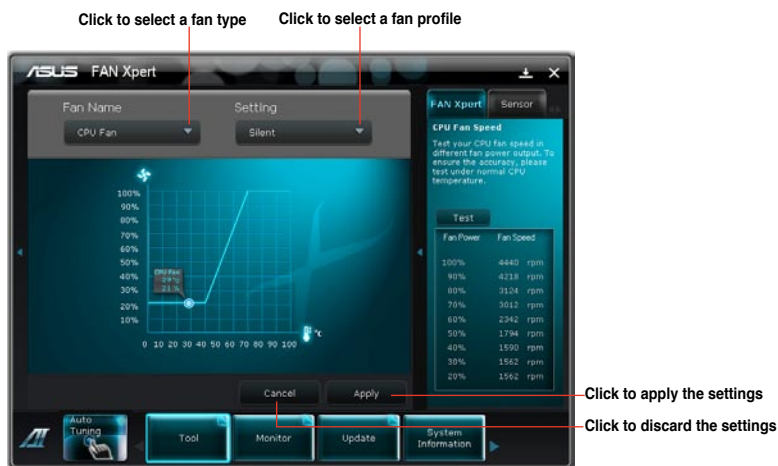 Click to select a fan type
Click to select a fan profile
ASUS FAN Xpert
Fan Name
Setting
CPU Fan
Silent
100%
90%
80%
70%
60%
50%
40%
30%
20%
10%
CPU Fan
29 °C
21 %
0 10 20 30 40 50 60 70 80 90 100
°C
Cancel
Apply
FAN Xpert
Sensor
CPU Fan Speed
Test your CPU fan speed in
different fan power output. To
ensure the accuracy, please
test under normal CPU
temperature.
Test
Fan Power Fan Speed
100% 4440 rpm
90% 4218 rpm
80% 3124 rpm
70% 3012 rpm
60% 2342 rpm
50% 1794 rpm
40% 1590 rpm
30% 1562 rpm
20% 1562 rpm
Click to apply the settings
Click to discard the settings
AI
Auto
Tuning
Tool
Monitor
Update
System
Information